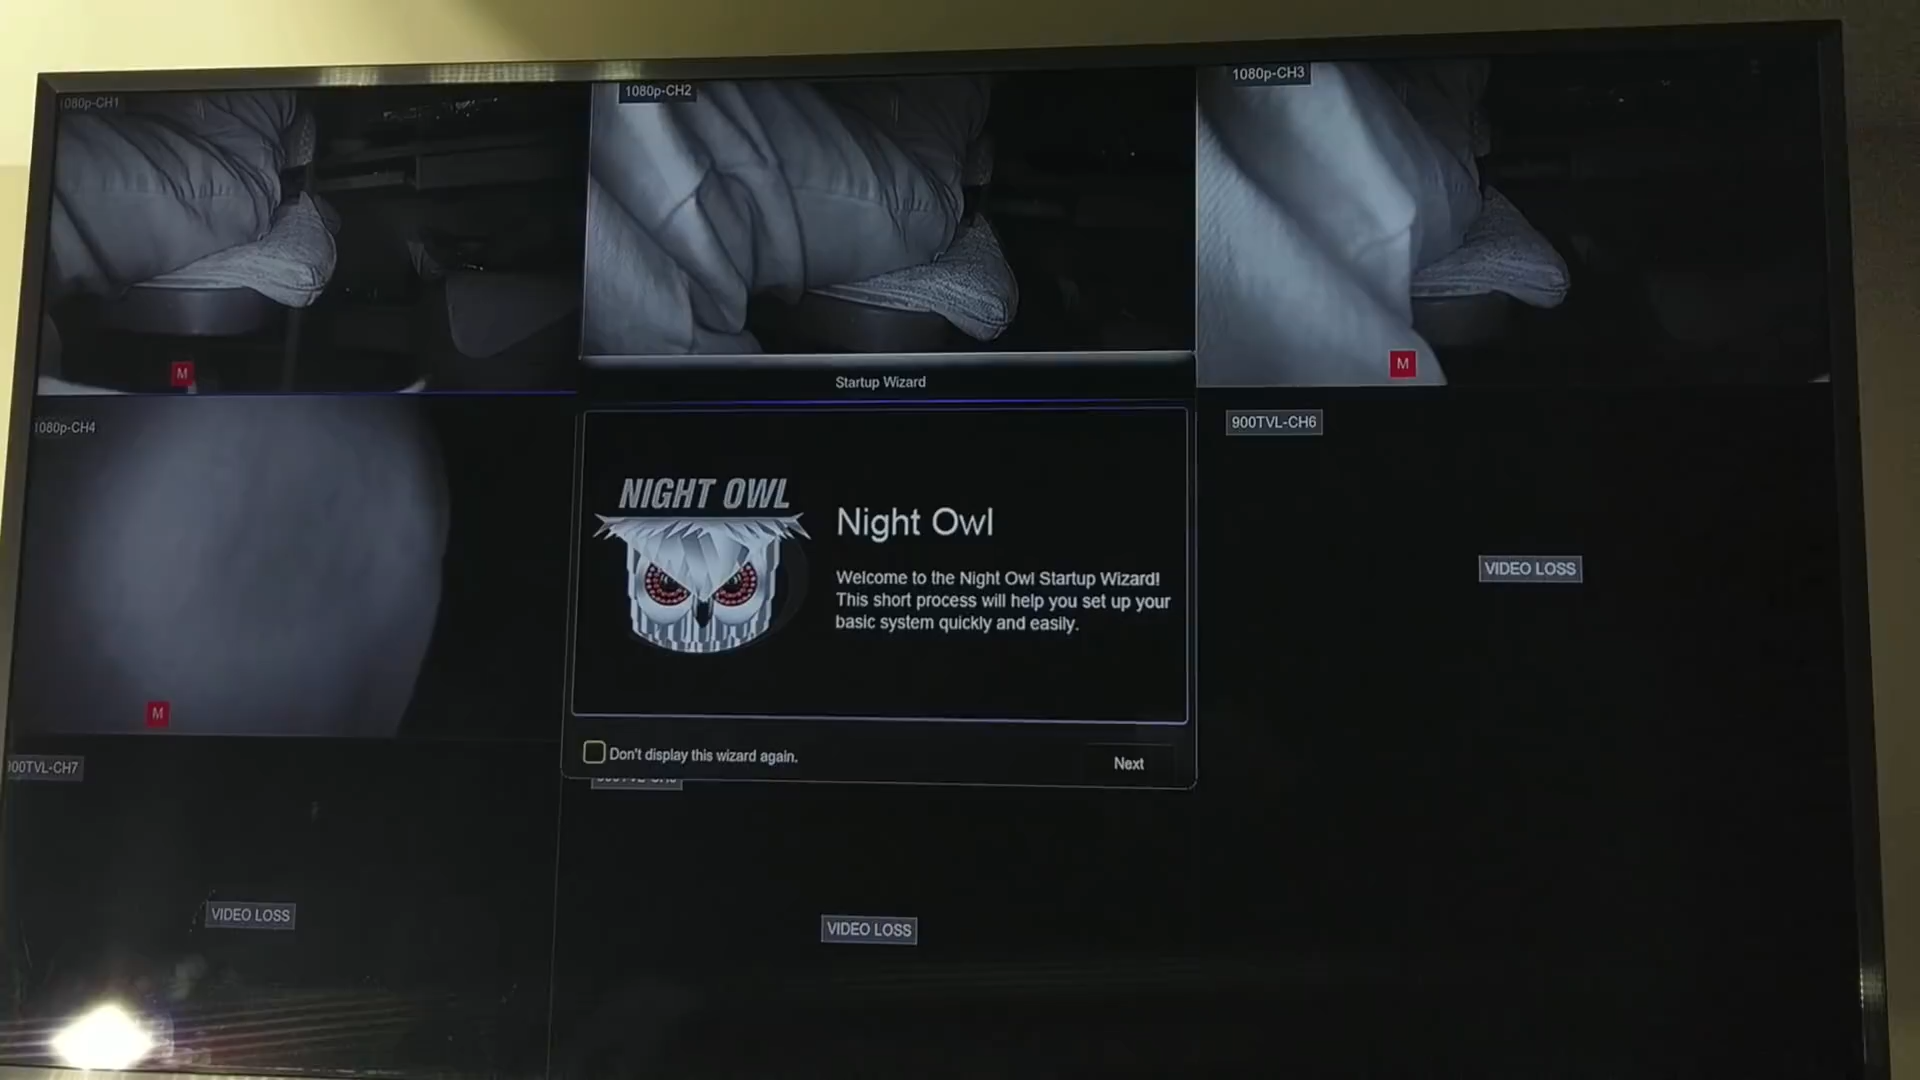 1080p-CH1
1080p-CH2
1080p-CH3
M
M
Startup Wizard
1080p-CH4
900TVL-CH6
NIGHT OWL
Night Owl
VIDEO LOSS
Welcome to the Night Owl Startup Wizard!
This short process will help you set up your
basic system quickly and easily.
M
Don't display this wizard again.
Next
900TVL-CH7
VIDEO LOSS
VIDEO LOSS